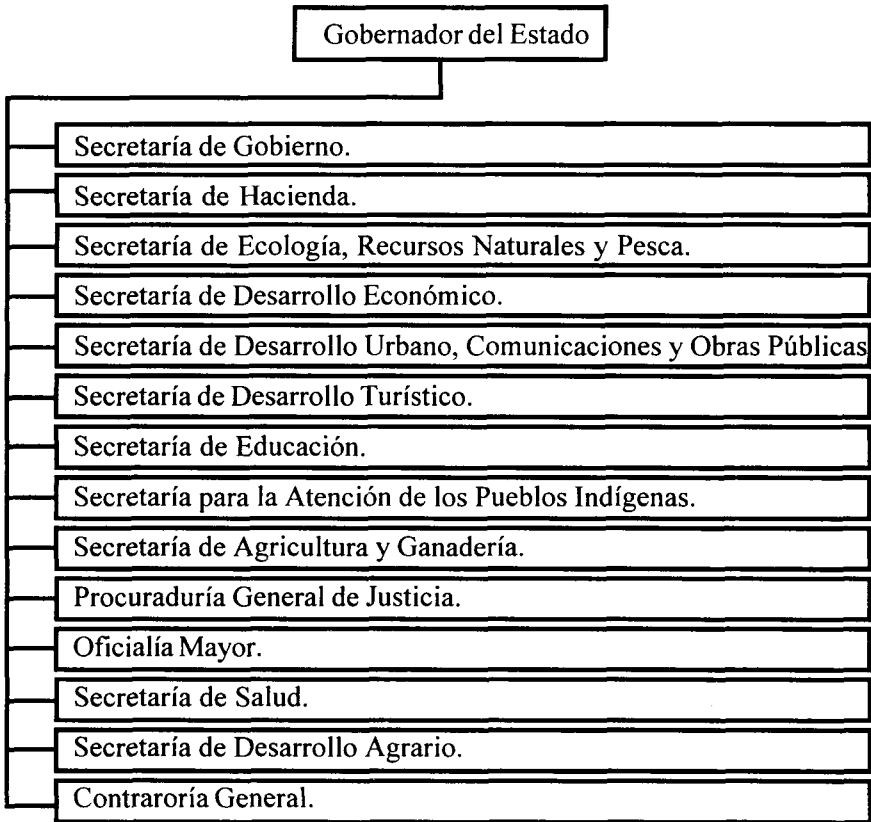 Gobernador del Estado
Secretaría de Gobierno.
Secretaría de Hacienda.
Secretaría de Ecología, Recursos Naturales y Pesca.
Secretaría de Desarrollo Económico.
Secretaría de Desarrollo Urbano, Comunicaciones y Obras Públicas
Secretaría de Desarrollo Turístico.
Secretaría de Educación.
Secretaría para la Atención de los Pueblos Indígenas.
Secretaría de Agricultura y Ganadería.
Procuraduría General de Justicia.
Oficialía Mayor.
Secretaría de Salud.
Secretaría de Desarrollo Agrario.
Contraroría General.